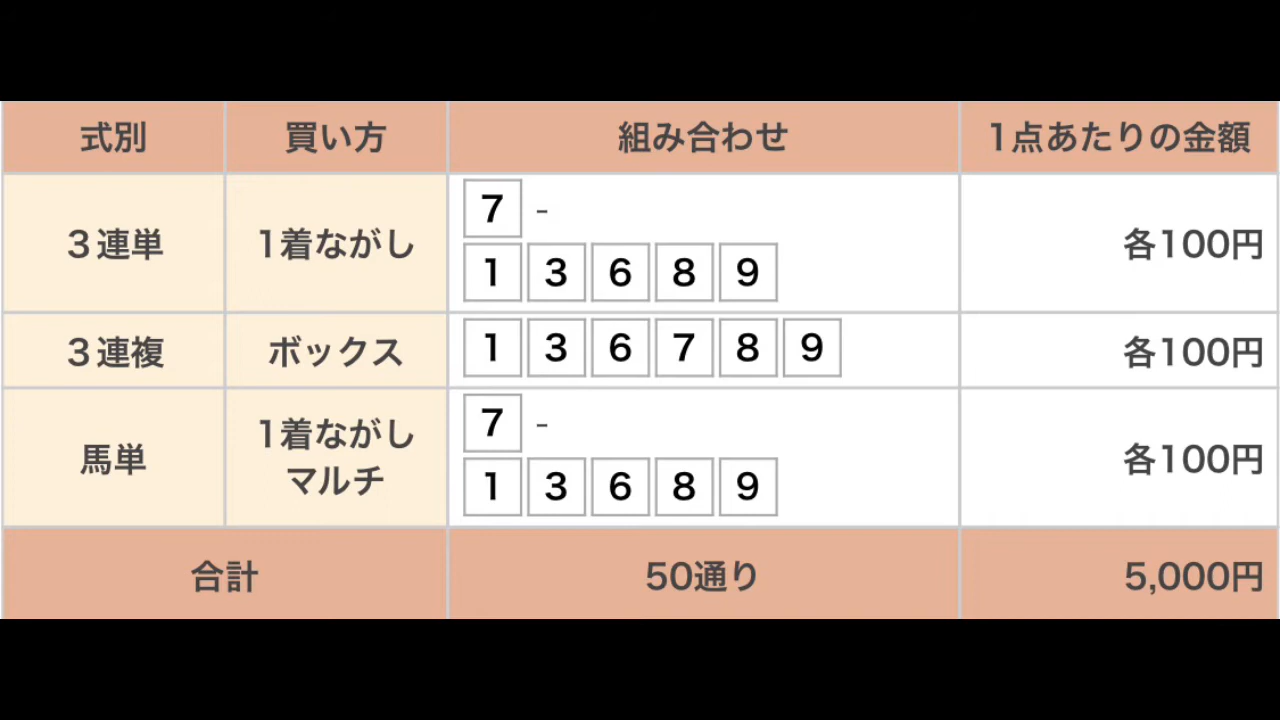 式別 買い方 組み合わせ 1点あたりの金額
３連単 1着ながし 7 - 各100円
1 3 6 8 9
３連複 ボックス 1 3 6 7 8 9 各100円
馬単 1着ながし 7 - 各100円
マルチ 1 3 6 8 9
合計 50通り 5,000円